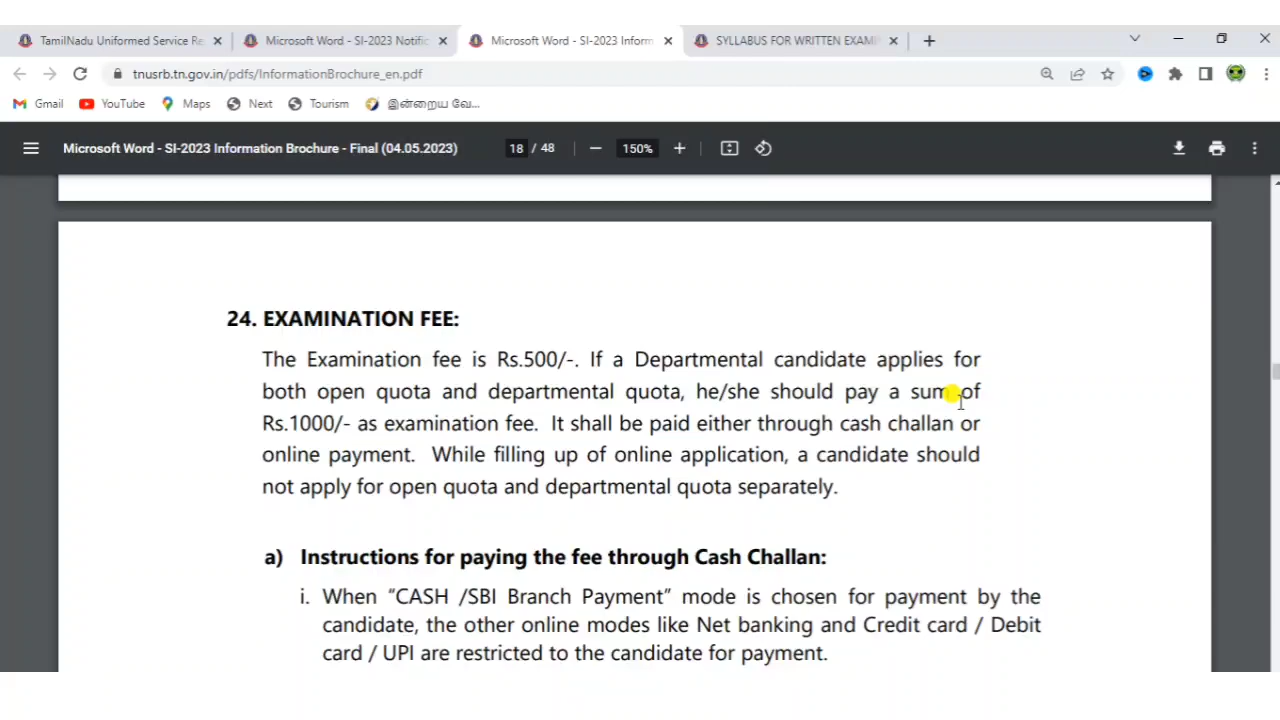 TamilNadu Uniformed Service Re
Microsoft Word - SI-2023 Notific
Microsoft Word - SI-2023 Inform
SYLLABUS FOR WRITTEN EXAMI
tnusrb.tn.gov.in/pdfs/InformationBrochure_en.pdf
Gmail
YouTube
Maps
Next
Tourism
இன்றைய வே...
Microsoft Word - SI-2023 Information Brochure - Final (04.05.2023)
18 / 48
150%
24. EXAMINATION FEE:
The Examination fee is Rs.500/-. If a Departmental candidate applies for
both open quota and departmental quota, he/she should pay a sum of
Rs.1000/- as examination fee. It shall be paid either through cash challan or
online payment. While filling up of online application, a candidate should
not apply for open quota and departmental quota separately.
a) Instructions for paying the fee through Cash Challan:
i. When “CASH /SBI Branch Payment” mode is chosen for payment by the
candidate, the other online modes like Net banking and Credit card / Debit
card / UPI are restricted to the candidate for payment.